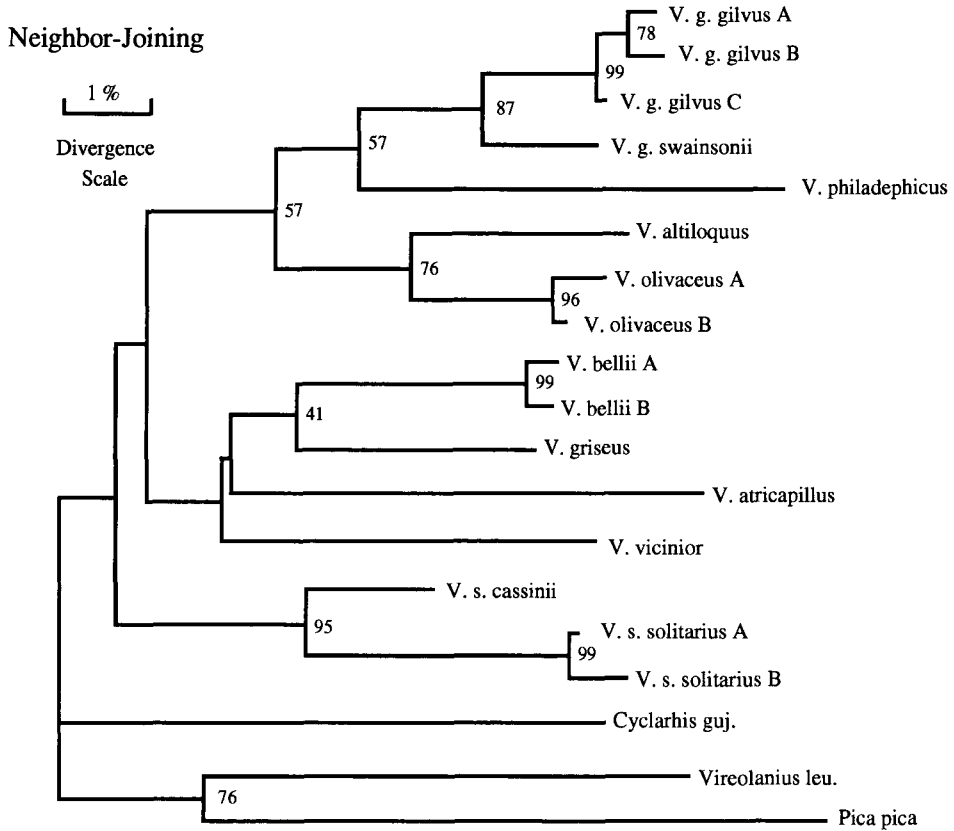 Neighbor-Joining
1 %
Divergence
Scale
V. g. gilvus A
78
V. g. gilvus B
99
V. g. gilvus C
87
V. g. swainsonii
57
V. philadephicus
57
V. altiloquus
76
V. olivaceus A
96
V. olivaceus B
V. bellii A
99
V. bellii B
41
V. griseus
V. atricapillus
V. vicinior
V. s. cassinii
95
V. s. solitarius A
99
V. s. solitarius B
Cyclarhis guj.
Vireolanius leu.
76
Pica pica